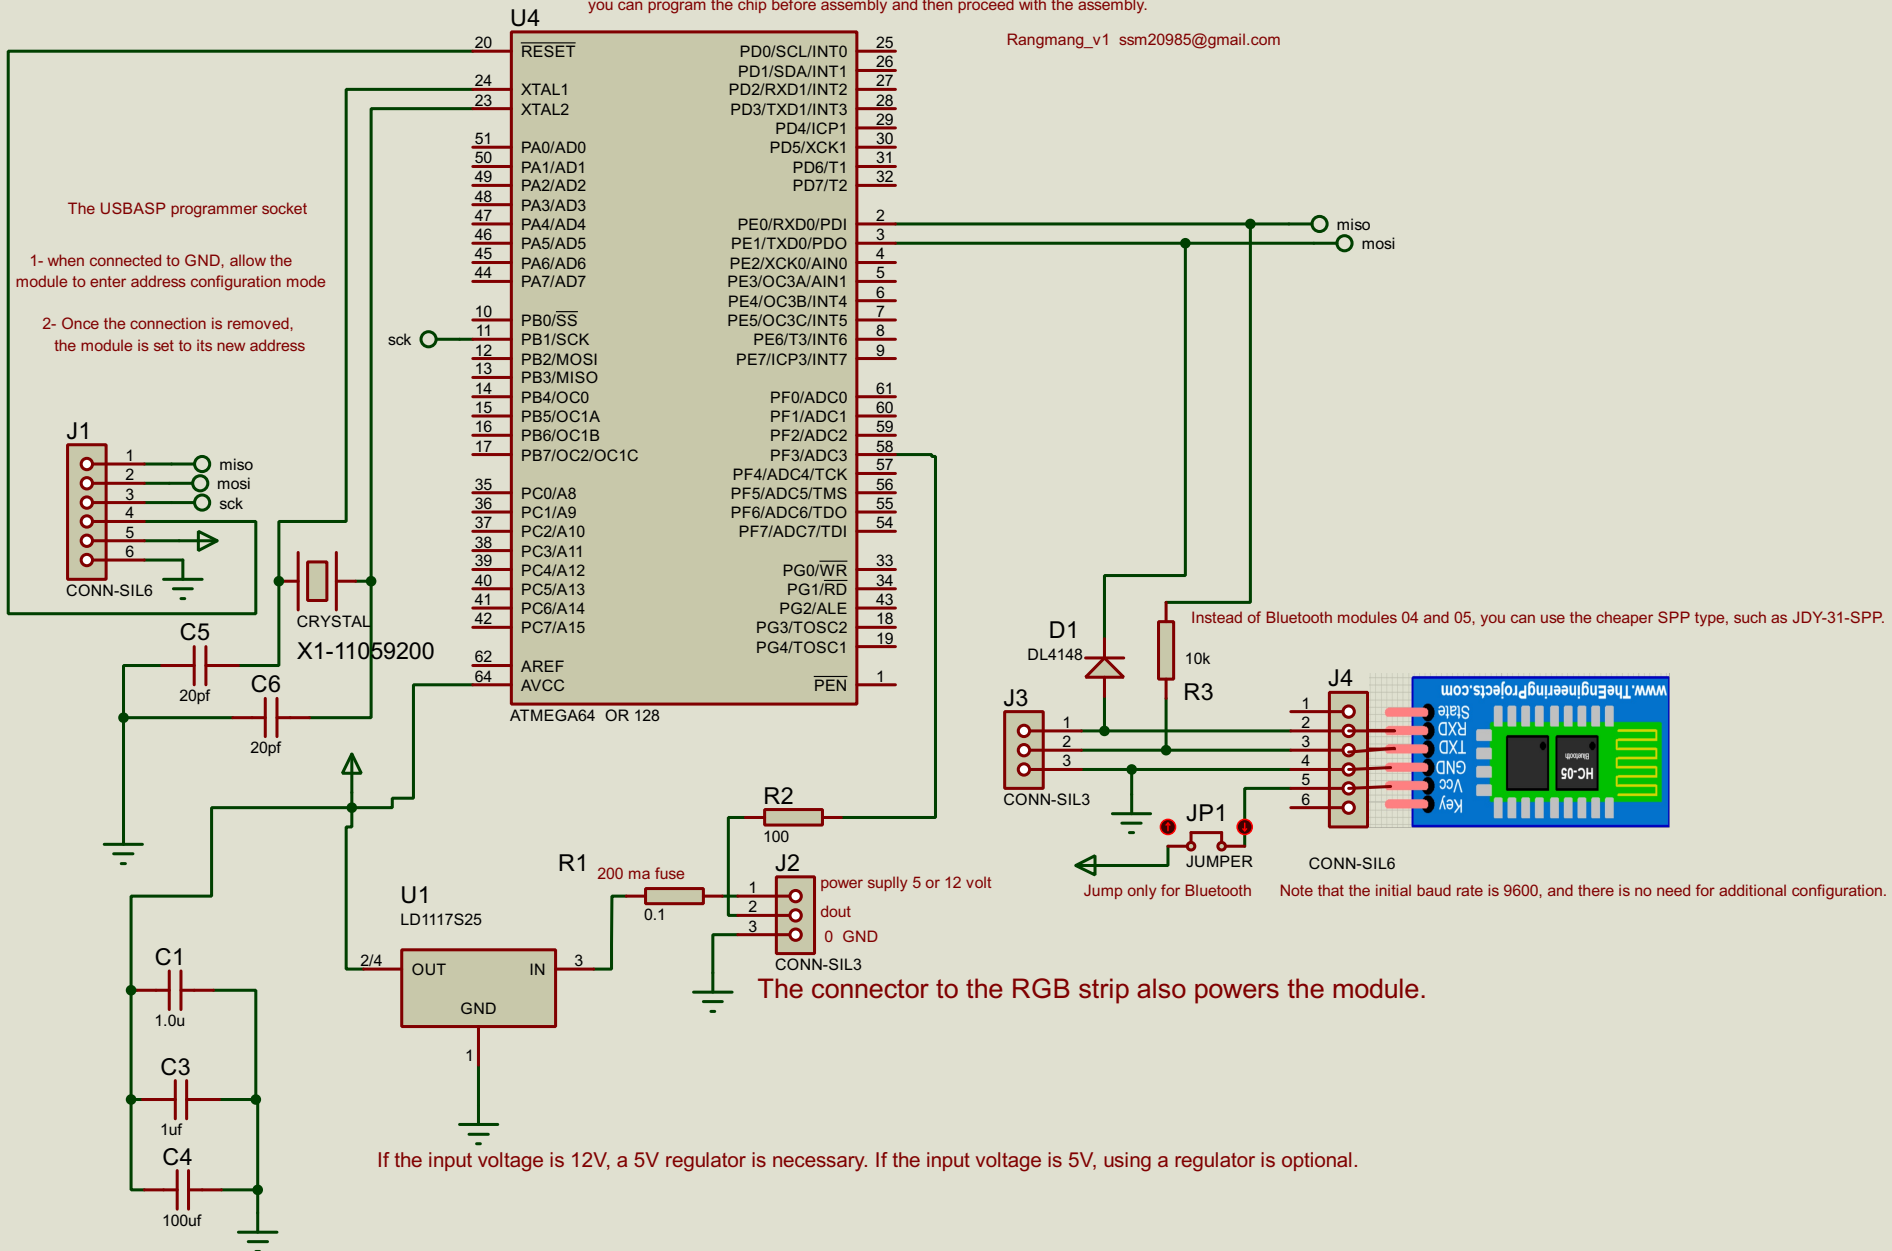 you can program the chip before assembly and then proceed with the assembly.
Rangmang_v1 ssm20985@gmail.com
U4
20 RESET
24 XTAL1
23 XTAL2
51 PA0/AD0
50 PA1/AD1
49 PA2/AD2
48 PA3/AD3
47 PA4/AD4
46 PA5/AD5
45 PA6/AD6
44 PA7/AD7
10 PB0/SS
11 PB1/SCK
12 PB2/MOSI
13 PB3/MISO
14 PB4/OC0
15 PB5/OC1A
16 PB6/OC1B
17 PB7/OC2/OC1C
35 PC0/A8
36 PC1/A9
37 PC2/A10
38 PC3/A11
39 PC4/A12
40 PC5/A13
41 PC6/A14
42 PC7/A15
62 AREF
64 AVCC
PD0/SCL/INT0 25
PD1/SDA/INT1 26
PD2/RXD1/INT2 27
PD3/TXD1/INT3 28
PD4/ICP1 29
PD5/XCK1 30
PD6/T1 31
PD7/T2 32
PE0/RXD0/PDI 2
PE1/TXD0/PDO 3
PE2/XCK0/AIN0 4
PE3/OC3A/AIN1 5
PE4/OC3B/INT4 6
PE5/OC3C/INT5 7
PE6/T3/INT6 8
PE7/ICP3/INT7 9
PF0/ADC0 61
PF1/ADC1 60
PF2/ADC2 59
PF3/ADC3 58
PF4/ADC4/TCK 57
PF5/ADC5/TMS 56
PF6/ADC6/TDO 55
PF7/ADC7/TDI 54
PG0/WR 33
PG1/RD 34
PG2/ALE 43
PG3/TOSC2 18
PG4/TOSC1 19
PEN 1
ATMEGA64 OR 128
miso
mosi
sck
The USBASP programmer socket
1- when connected to GND, allow the
module to enter address configuration mode
2- Once the connection is removed,
the module is set to its new address
J1
1 miso
2 mosi
3 sck
4
5
6
CONN-SIL6
CRYSTAL
X1-11059200
C5
20pf
C6
20pf
Instead of Bluetooth modules 04 and 05, you can use the cheaper SPP type, such as JDY-31-SPP.
D1
DL4148
10k
R3
J3
1
2
3
CONN-SIL3
J4
1
2
3
4
5
6
CONN-SIL6
www.TheEngineeringProjects.com
State
RXD
TXD
GND
Vcc
Key
Bluetooth
HC-05
JP1
JUMPER
Jump only for Bluetooth
Note that the initial baud rate is 9600, and there is no need for additional configuration.
R2
100
R1
200 ma fuse
0.1
J2
1 power suplly 5 or 12 volt
2 dout
3 0 GND
CONN-SIL3
The connector to the RGB strip also powers the module.
U1
LD1117S25
2/4 OUT
IN 3
GND
1
C1
1.0u
C3
1uf
C4
100uf
If the input voltage is 12V, a 5V regulator is necessary. If the input voltage is 5V, using a regulator is optional.